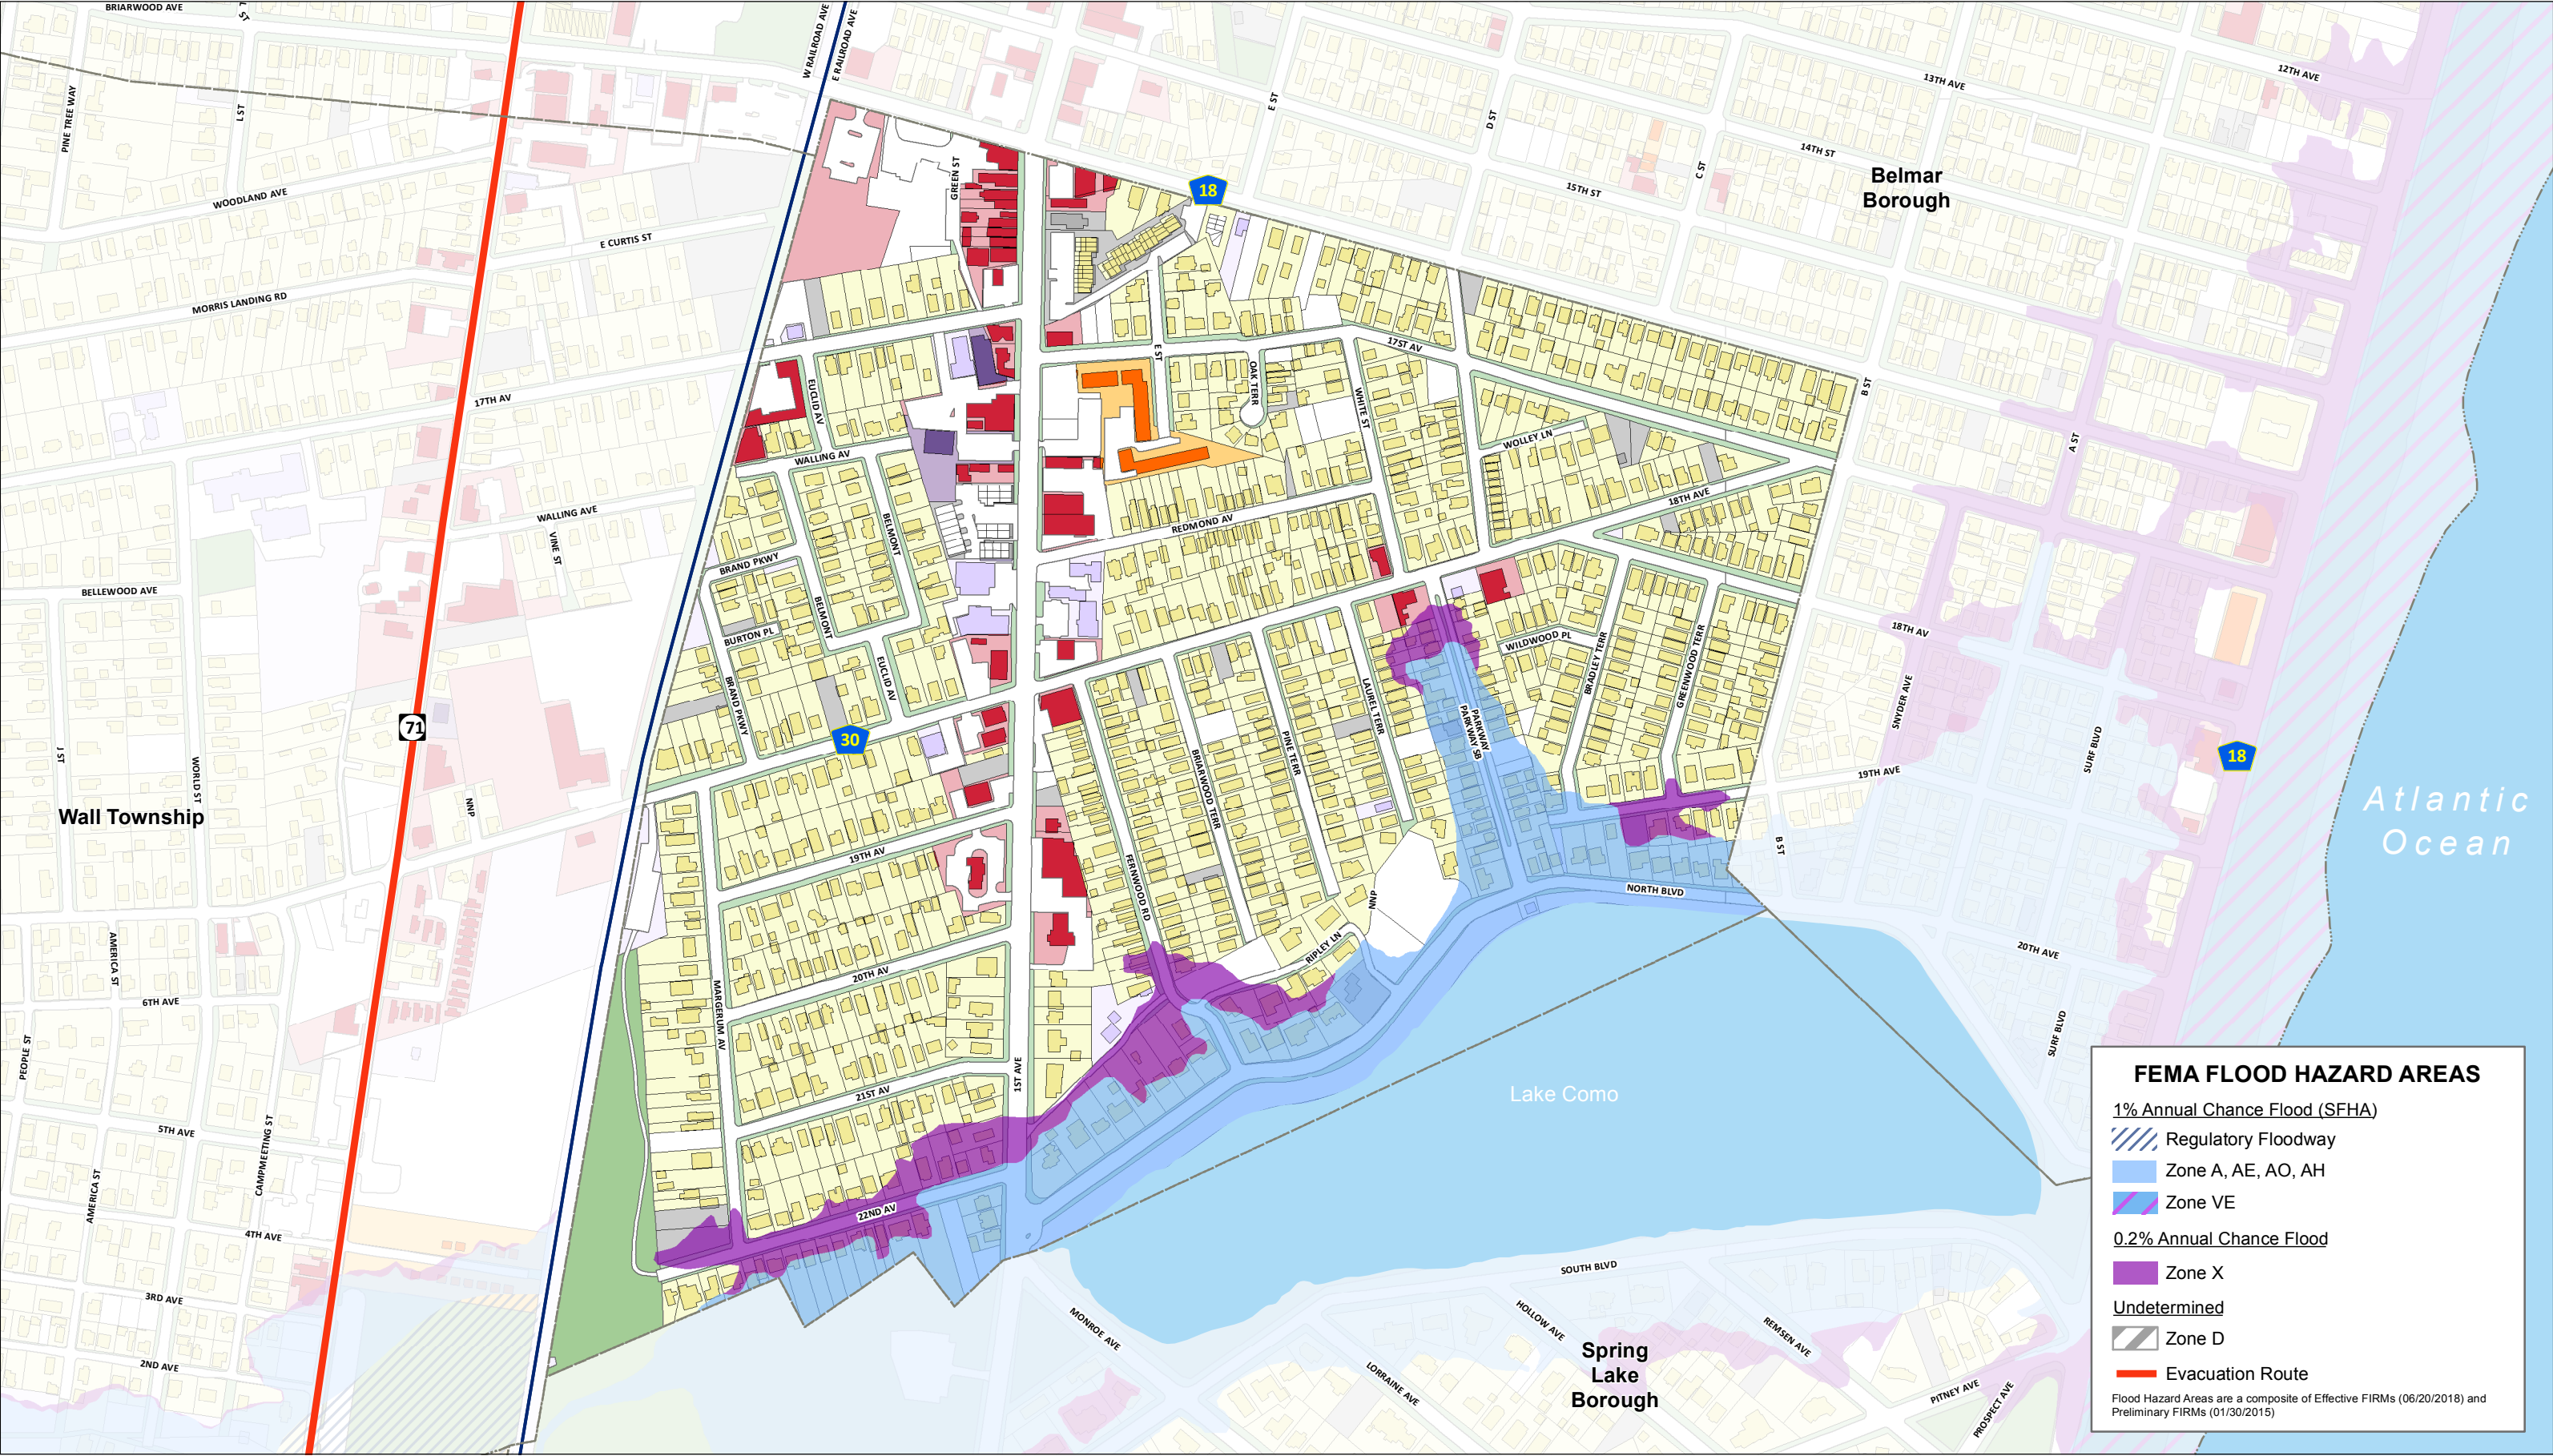 BRIARWOOD AVE
L ST
W RAILROAD AVE
E RAILROAD AVE
PINE TREE WAY
L ST
WOODLAND AVE
E CURTIS ST
MORRIS LANDING RD
17TH AV
WALLING AVE
VINE ST
BELLEWOOD AVE
J ST
WORLD ST
NNP
71
Wall Township
AMERICA ST
6TH AVE
PEOPLE ST
5TH AVE
AMERICA ST
CAMPMEETING ST
4TH AVE
3RD AVE
2ND AVE
GREEN ST
18
E ST
D ST
C ST
12TH AVE
13TH AVE
14TH ST
15TH ST
Belmar
Borough
B ST
A ST
EUCLID AV
WALLING AV
BELMONT
BRAND PKWY
BELMONT
BURTON PL
BRAND PKWY
EUCLID AV
30
E ST
OAK TERR
17ST AV
WHITE ST
WOLLEY LN
18TH AVE
REDMOND AV
WILDWOOD PL
BRADLEY TERR
GREENWOOD TERR
LAUREL TERR
PARKWAY
PARKWAY SB
PINE TERR
BRIARWOOD TERR
FERNWOOD RD
19TH AV
20TH AV
MARGERUM AV
21ST AV
1ST AVE
22ND AV
RIPLEY LN
NNP
NORTH BLVD
18TH AV
SNYDER AVE
SURF BLVD
19TH AVE
B ST
18
20TH AVE
SURF BLVD
Atlantic
Ocean
Lake Como
SOUTH BLVD
MONROE AVE
HOLLOW AVE
REMSEN AVE
LORRAINE AVE
PITNEY AVE
PROSPECT AVE
Spring
Lake
Borough
FEMA FLOOD HAZARD AREAS
1% Annual Chance Flood (SFHA)
Regulatory Floodway
Zone A, AE, AO, AH
Zone VE
0.2% Annual Chance Flood
Zone X
Undetermined
Zone D
Evacuation Route
Flood Hazard Areas are a composite of Effective FIRMs (06/20/2018) and
Preliminary FIRMs (01/30/2015)